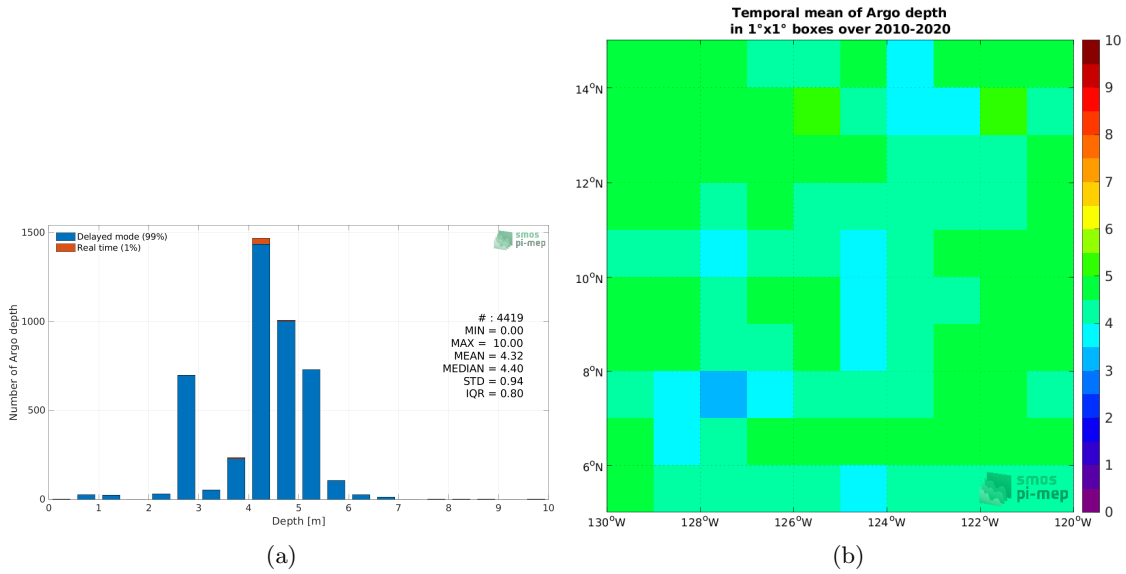 Delayed mode (99%)
Real time (1%)
smos
pi-mep
# : 4419
MIN = 0.00
MAX = 10.00
MEAN = 4.32
MEDIAN = 4.40
STD = 0.94
IQR = 0.80
Number of Argo depth
1500
1000
500
0
0 1 2 3 4 5 6 7 8 9 10
Depth [m]
(a)
Temporal mean of Argo depth
in 1°x1° boxes over 2010-2020
14°N
12°N
10°N
8°N
6°N
130°W 128°W 126°W 124°W 122°W 120°W
smos
pi-mep
10
9
8
7
6
5
4
3
2
1
0
(b)